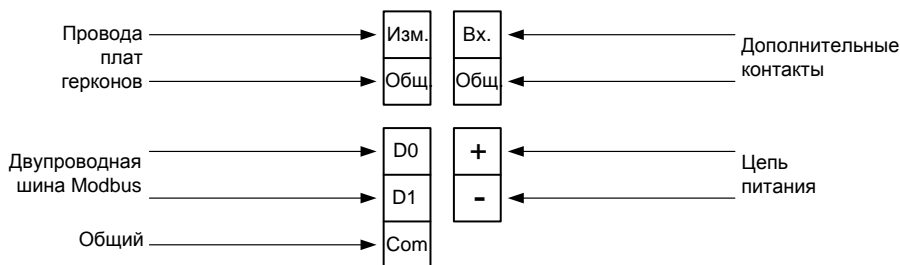 Провода
плат
герконов
Изм.
Общ.
Вх.
Общ.
Дополнительные
контакты
Двупроводная
шина Modbus
Общий
D0
D1
Com
+
-
Цепь
питания